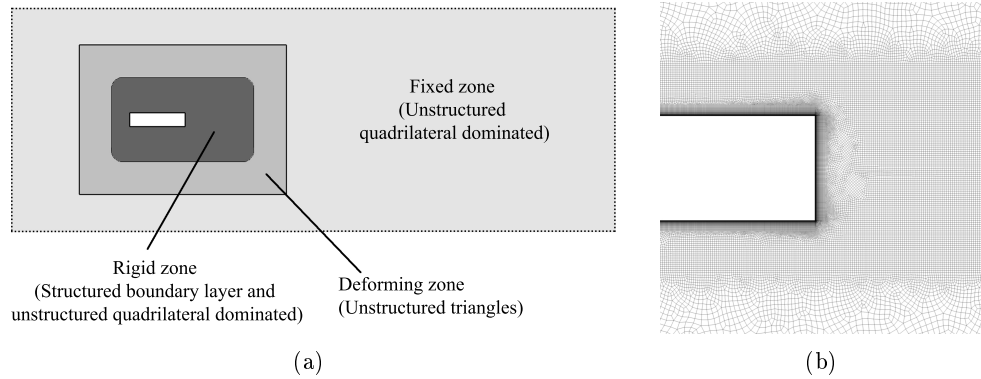 Fixed zone
(Unstructured
quadrilateral dominated)
Rigid zone
(Structured boundary layer and
unstructured quadrilateral dominated)
Deforming zone
(Unstructured triangles)
(a)
(b)